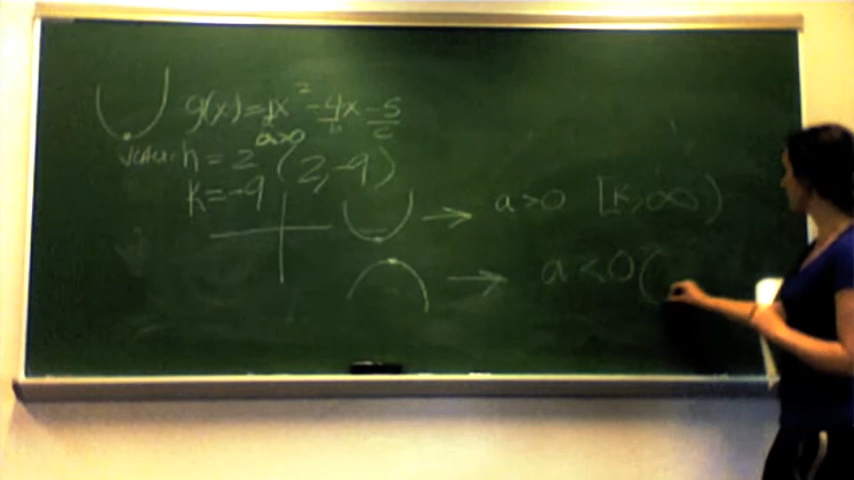 g(x) = 1x² - 4x - 5
a>0 b c
vertex: h = 2 (2, -9)
k = -9
→ a>0 [k, ∞)
→ a<0 (